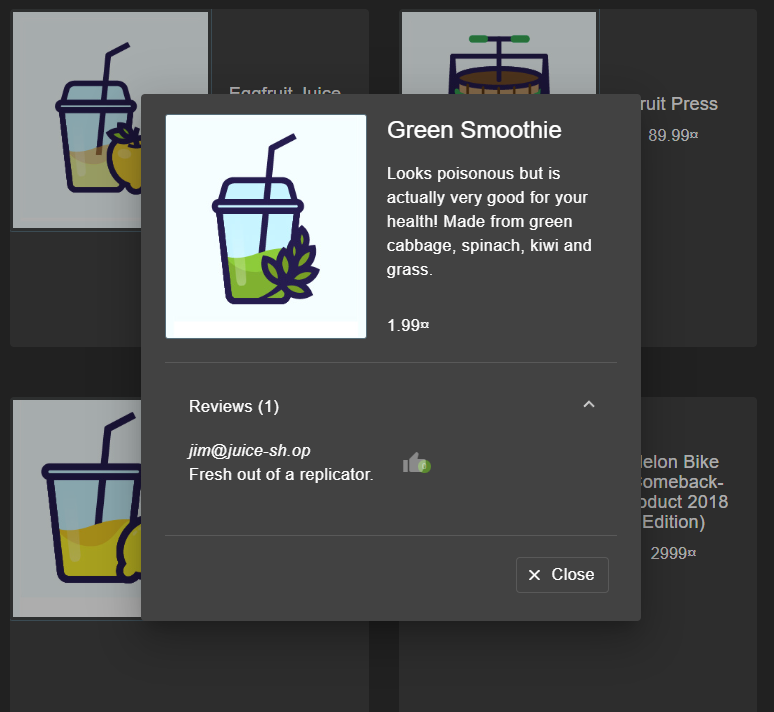 Eggfruit Juice
ruit Press
89.99¤
Green Smoothie
Looks poisonous but is
actually very good for your
health! Made from green
cabbage, spinach, kiwi and
grass.
1.99¤
Reviews (1)
jim@juice-sh.op
Fresh out of a replicator.
elon Bike
omeback-
oduct 2018
Edition)
2999¤
Close